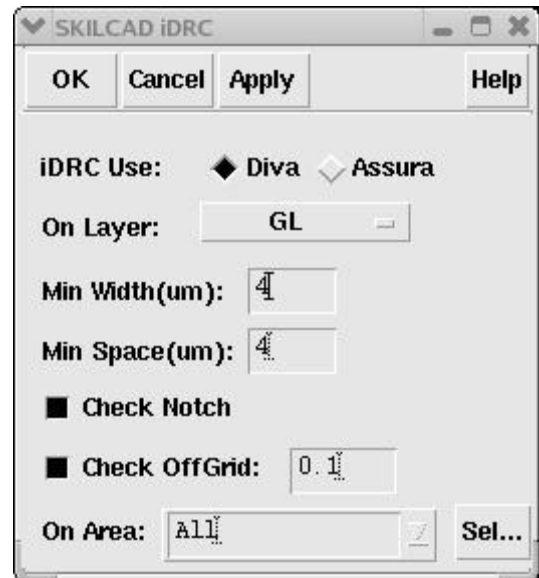 SKILCAD iDRC
OK Cancel Apply Help
iDRC Use: Diva Assura
On Layer: GL
Min Width(um): 4
Min Space(um): 4
Check Notch
Check OffGrid: 0.1
On Area: All Sel...